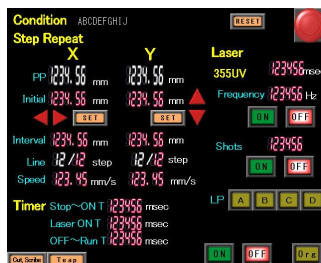 Condition ABCDEFGHIJ RESET
Step Repeat
X Y Laser
PP 1234.56 mm 1234.56 mm 355UV 123456msec
Initial 1234.56 mm 1234.56 mm Frequency 123456 Hz
SET SET ON OFF
Interval 1234.56 mm 1234.56 mm Shots 123456
Line 12/12 step 12/12 step ON OFF
Speed 123.45 mm/s 123.45 mm/s
LP A B C D
Timer Stop～ON T 123456 msec
Laser ON T 123456 msec
OFF～Run T 123456 msec
Cut, Scribe ON OFF Org